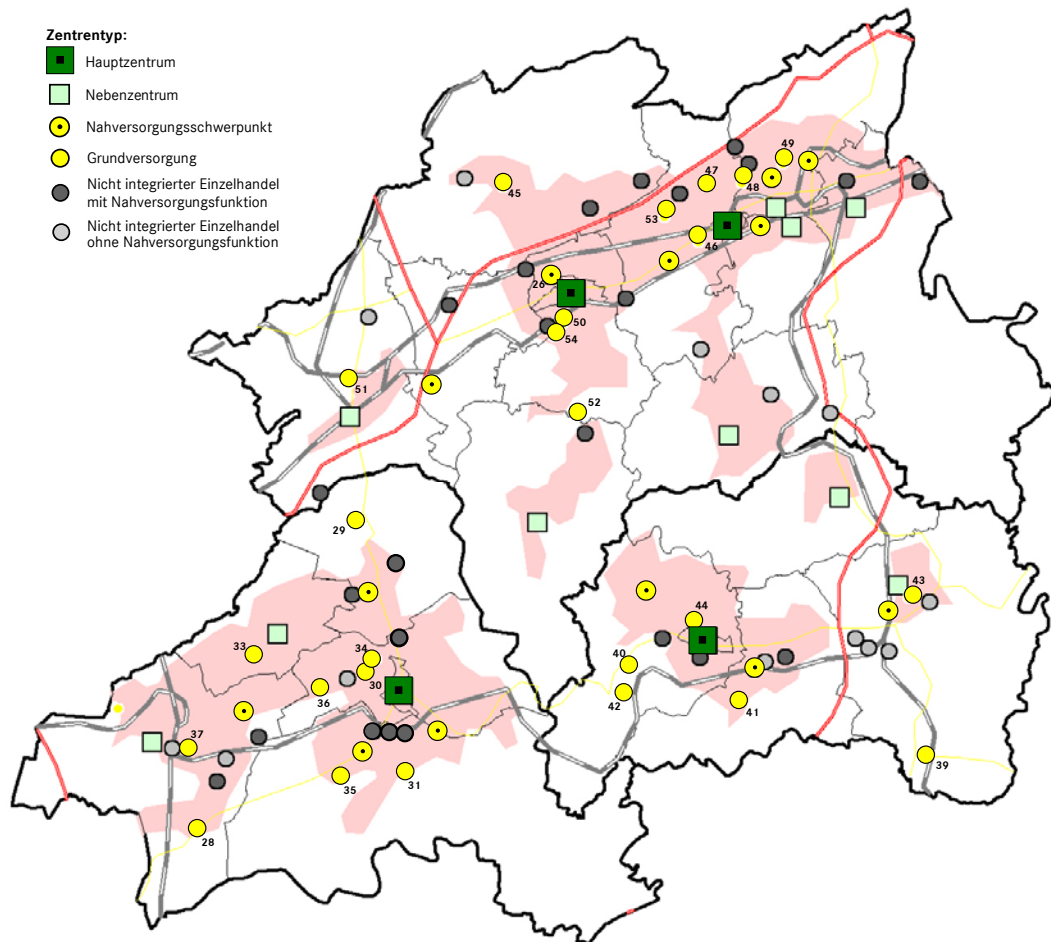 Zentrentyp:
Hauptzentrum
Nebenzentrum
Nahversorgungsschwerpunkt
Grundversorgung
Nicht integrierter Einzelhandel
mit Nahversorgungsfunktion
Nicht integrierter Einzelhandel
ohne Nahversorgungsfunktion
49
47
48
45
53
46
26
50
54
51
52
29
43
44
33
34
40
30
36
42
41
37
39
31
35
28